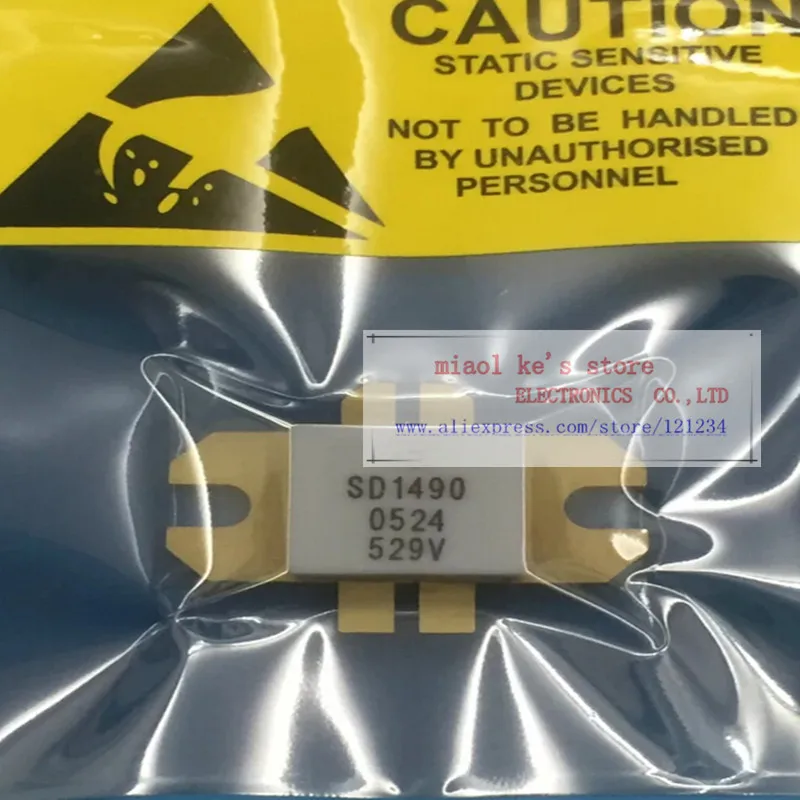 CAUTION
STATIC SENSITIVE
DEVICES
NOT TO BE HANDLED
BY UNAUTHORISED
PERSONNEL
miaol ke's store
ELECTRONICS CO.,LTD
www.aliexpress.com/store/121234
SD1490
0524
529V